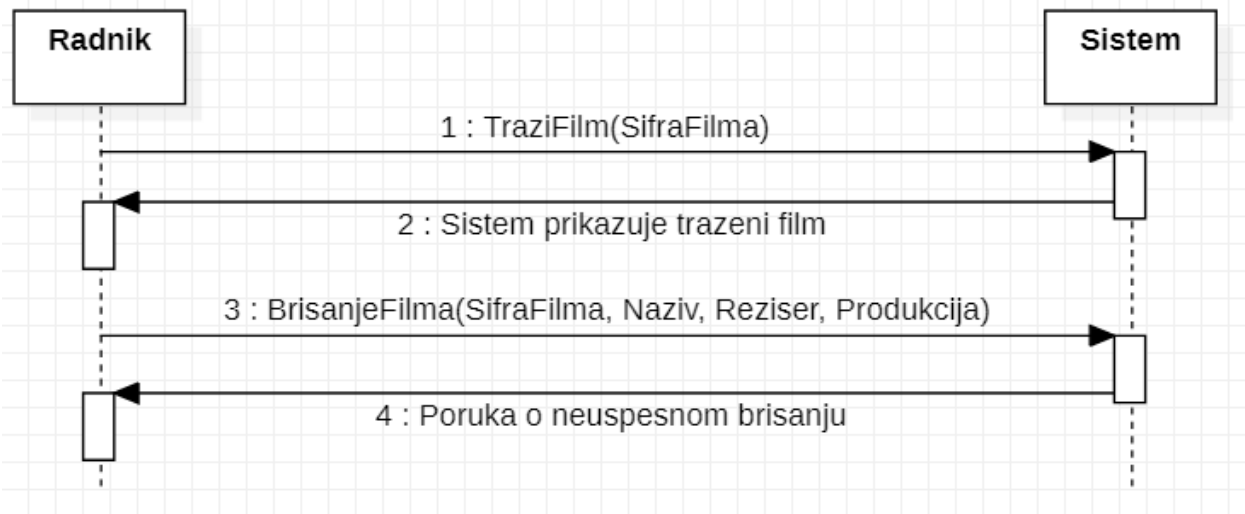 Radnik
Sistem
1 : TraziFilm(SifraFilma)
2 : Sistem prikazuje trazeni film
3 : BrisanjeFilma(SifraFilma, Naziv, Reziser, Produkcija)
4 : Poruka o neuspesnom brisanju